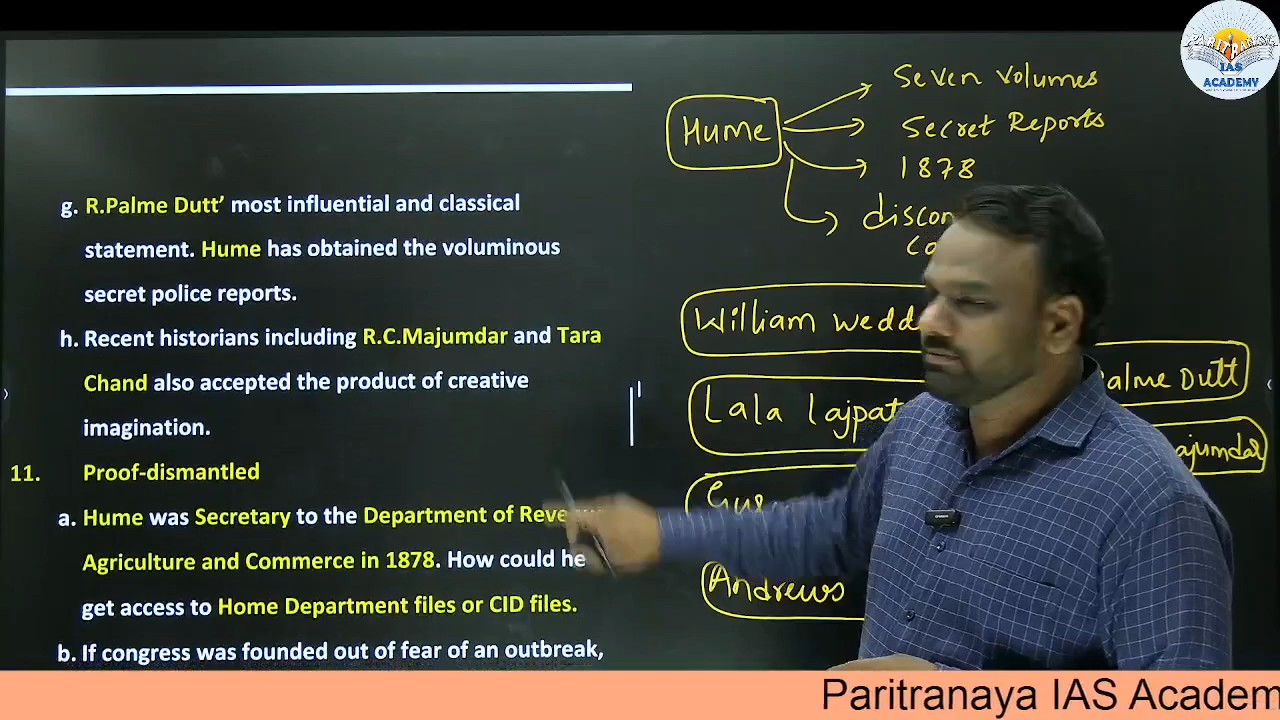 PARITRANAYA
IAS
ACADEMY
g. R.Palme Dutt’ most influential and classical
statement. Hume has obtained the voluminous
secret police reports.
h. Recent historians including R.C.Majumdar and Tara
Chand also accepted the product of creative
imagination.
11. Proof-dismantled
a. Hume was Secretary to the Department of
Agriculture and Commerce in 1878. How could he
get access to Home Department files or CID files.
b. If congress was founded out of fear of an outbreak,
Hume
Seven volumes
Secret Reports
1878
William
Lala lajpat
Dutt
Andrews
Paritranaya IAS Academ